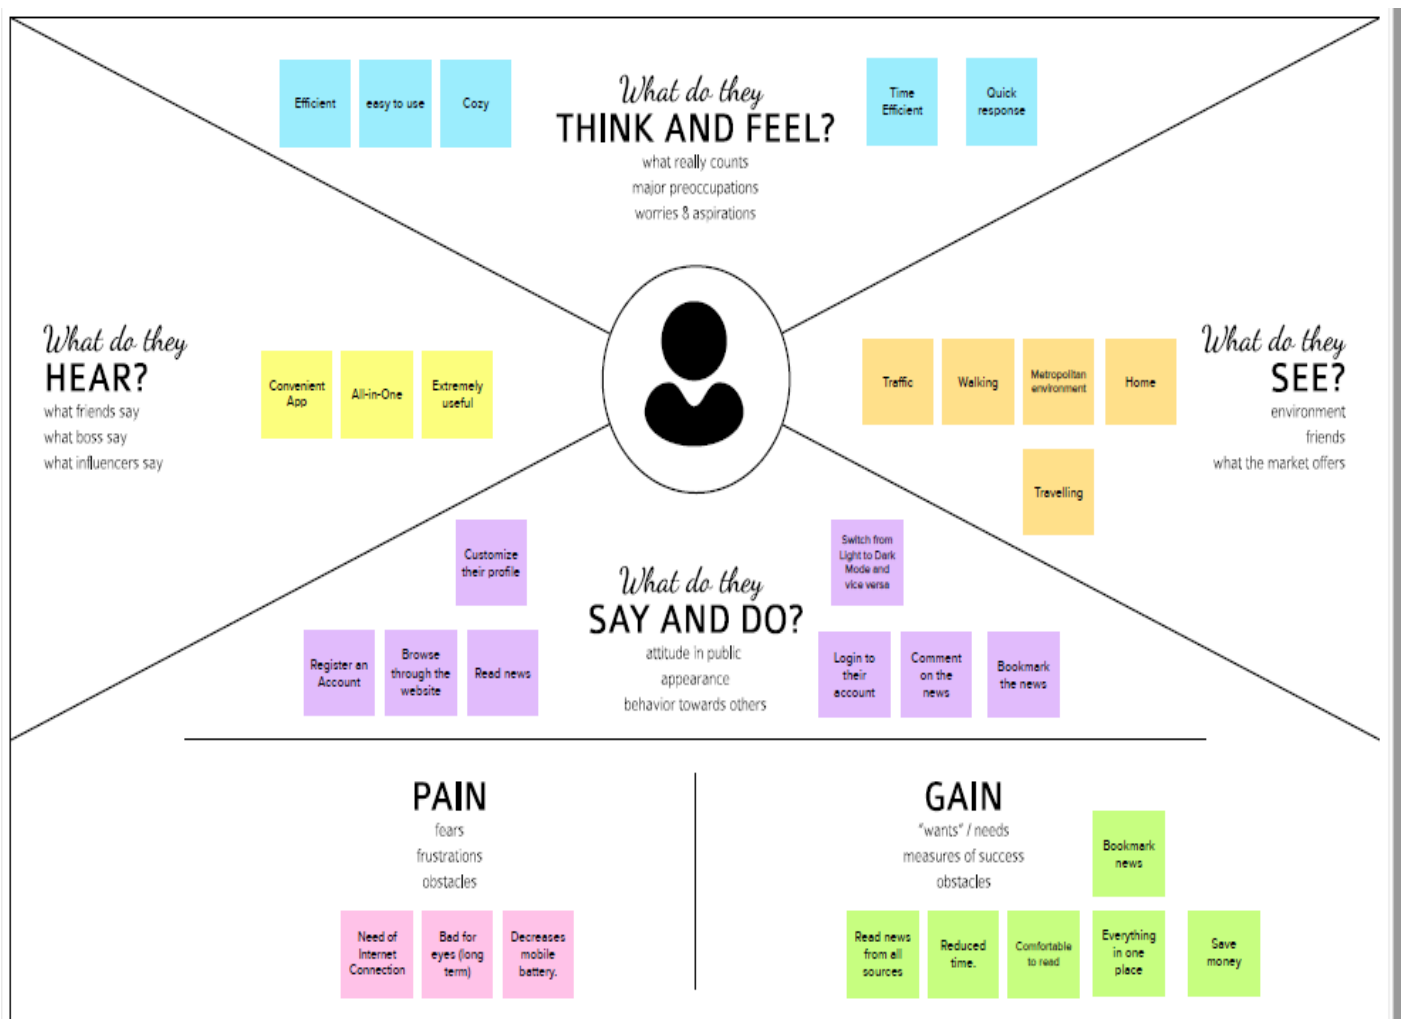 Efficient
easy to use
Cozy
What do they
THINK AND FEEL?
what really counts
major preoccupations
worries & aspirations
Time
Efficient
Quick
response
What do they
HEAR?
what friends say
what boss say
what influencers say
Convenient
App
All-in-One
Extremely
useful
Traffic
Walking
Metropolitan
environment
Home
Travelling
What do they
SEE?
environment
friends
what the market offers
Customize
their profile
Register an
Account
Browse
through the
website
Read news
What do they
SAY AND DO?
attitude in public
appearance
behavior towards others
Switch from
Light to Dark
Mode and
vice versa
Login to
their
account
Comment
on the
news
Bookmark
the news
PAIN
fears
frustrations
obstacles
Need of
Internet
Connection
Bad for
eyes (long
term)
Decreases
mobile
battery.
GAIN
"wants" / needs
measures of success
obstacles
Bookmark
news
Read news
from all
sources
Reduced
time.
Comfortable
to read
Everything
in one
place
Save
money